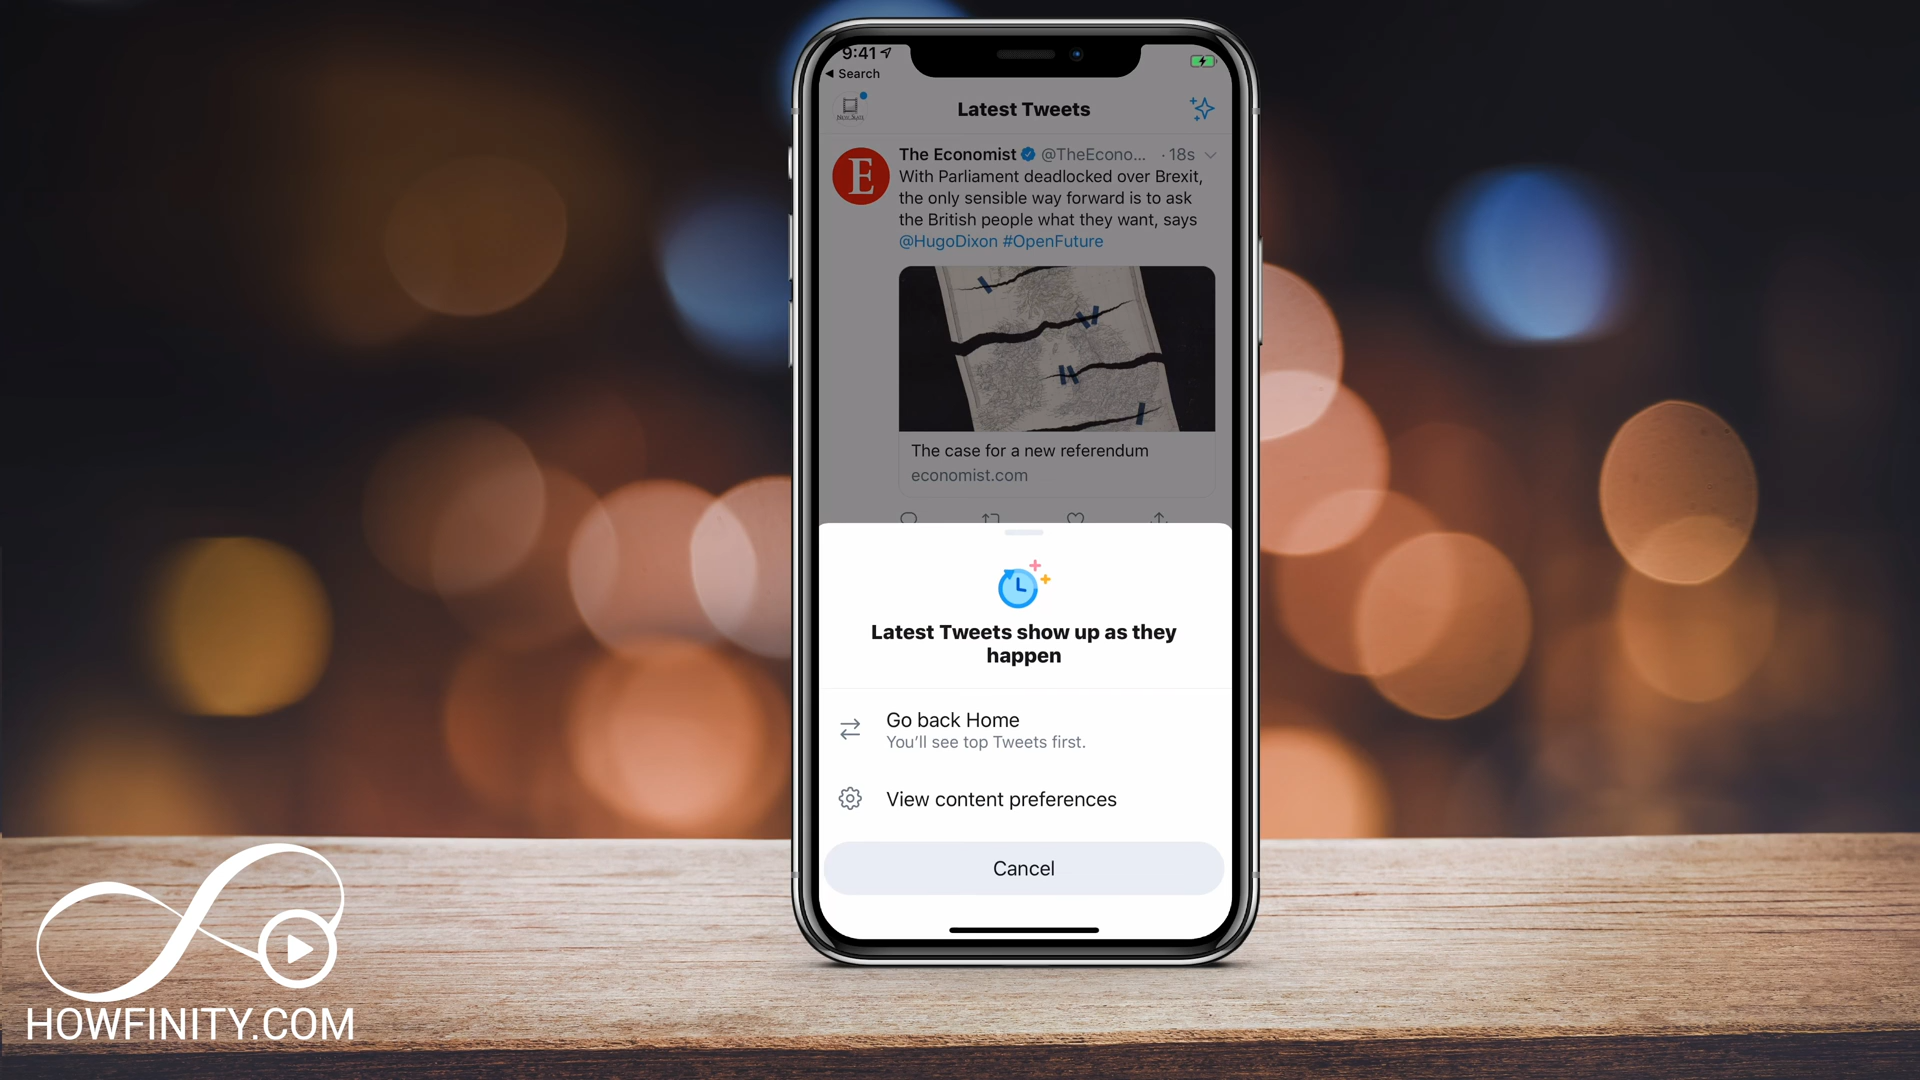 9:41
Search
Latest Tweets
The Economist @TheEcono... · 18s
With Parliament deadlocked over Brexit,
the only sensible way forward is to ask
the British people what they want, says
@HugoDixon #OpenFuture
E
The case for a new referendum
economist.com
Latest Tweets show up as they
happen
Go back Home
You’ll see top Tweets first.
View content preferences
Cancel
HOWFINITY.COM